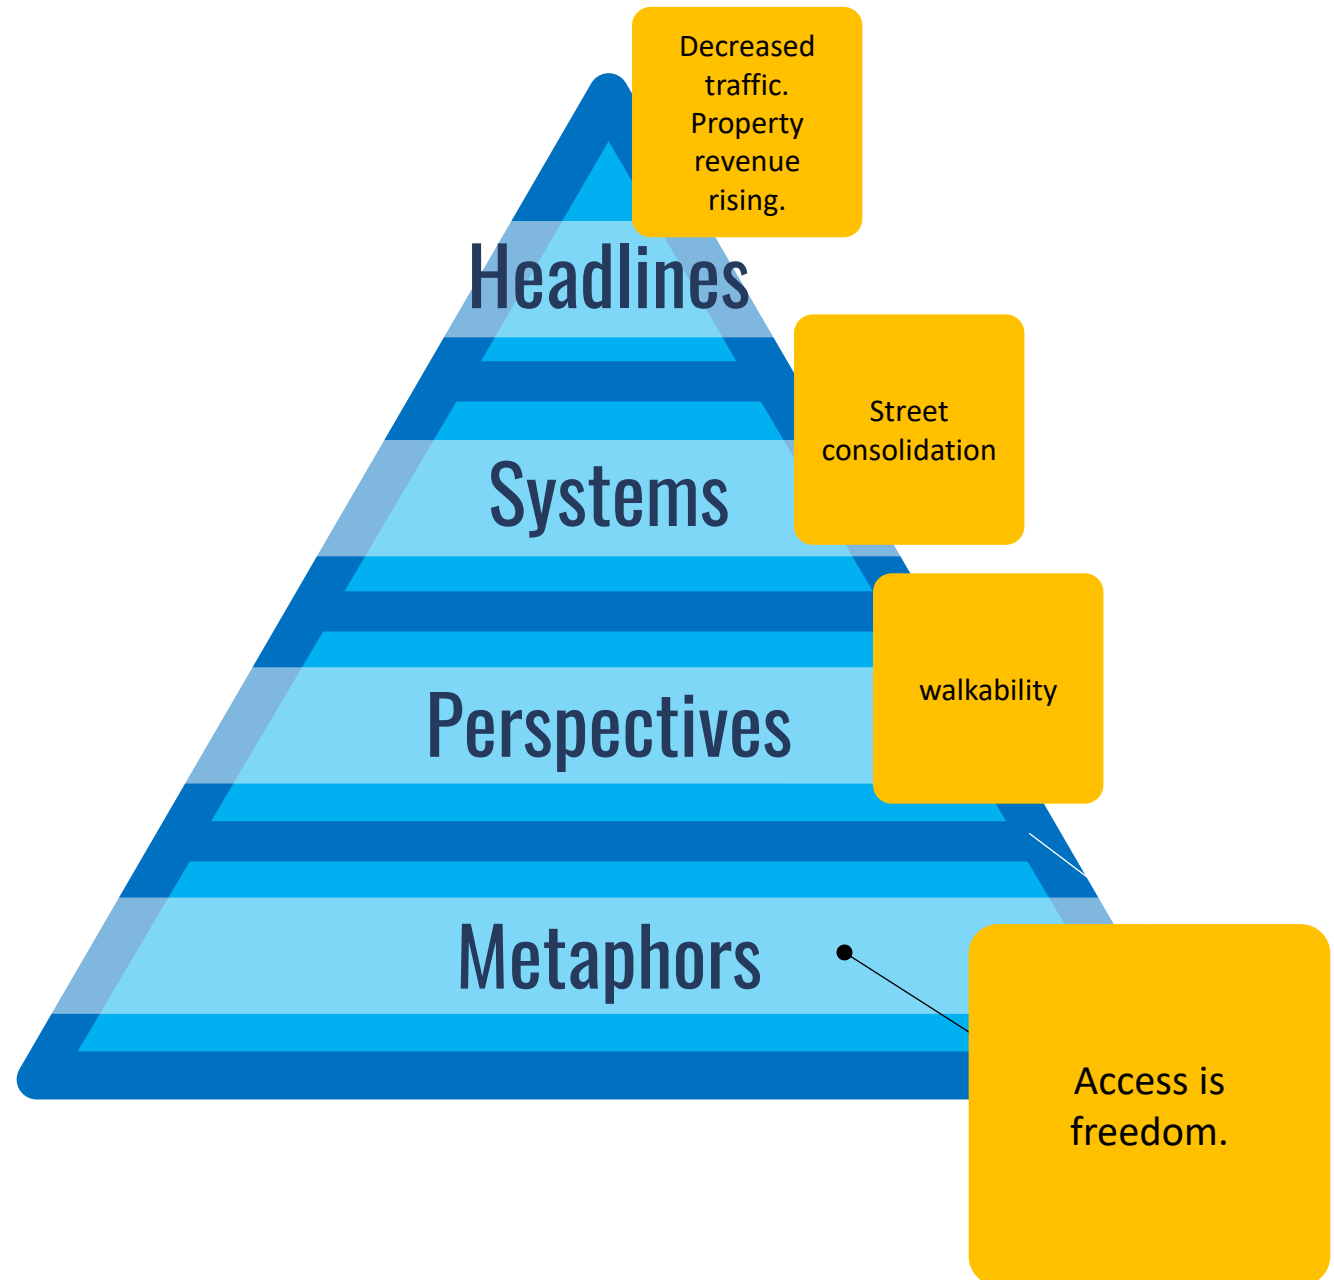 Decreased
traffic.
Property
revenue
rising.
Headlines
Street
consolidation
Systems
walkability
Perspectives
Metaphors
Access is
freedom.